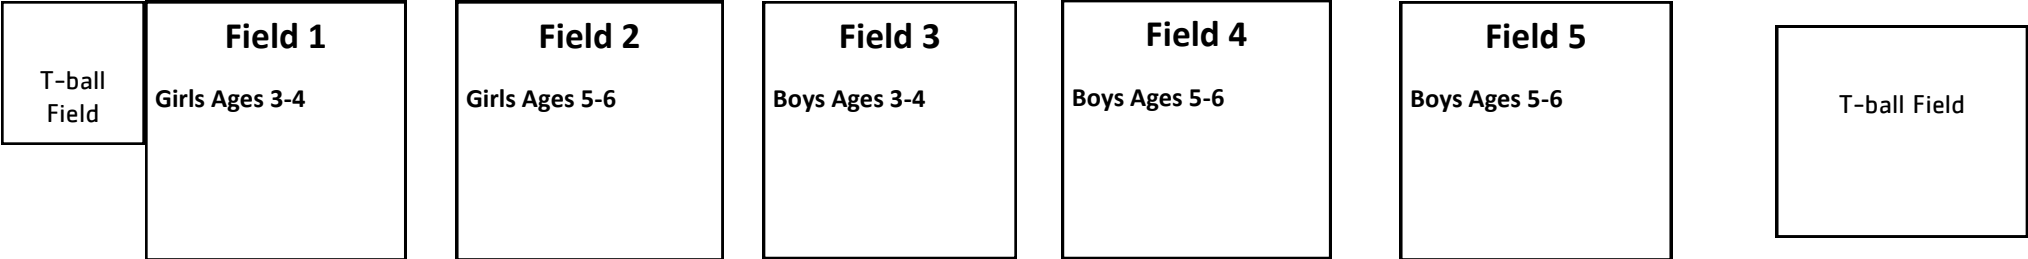 T-ball
Field
Field 1
Girls Ages 3-4
Field 2
Girls Ages 5-6
Field 3
Boys Ages 3-4
Field 4
Boys Ages 5-6
Field 5
Boys Ages 5-6
T-ball Field